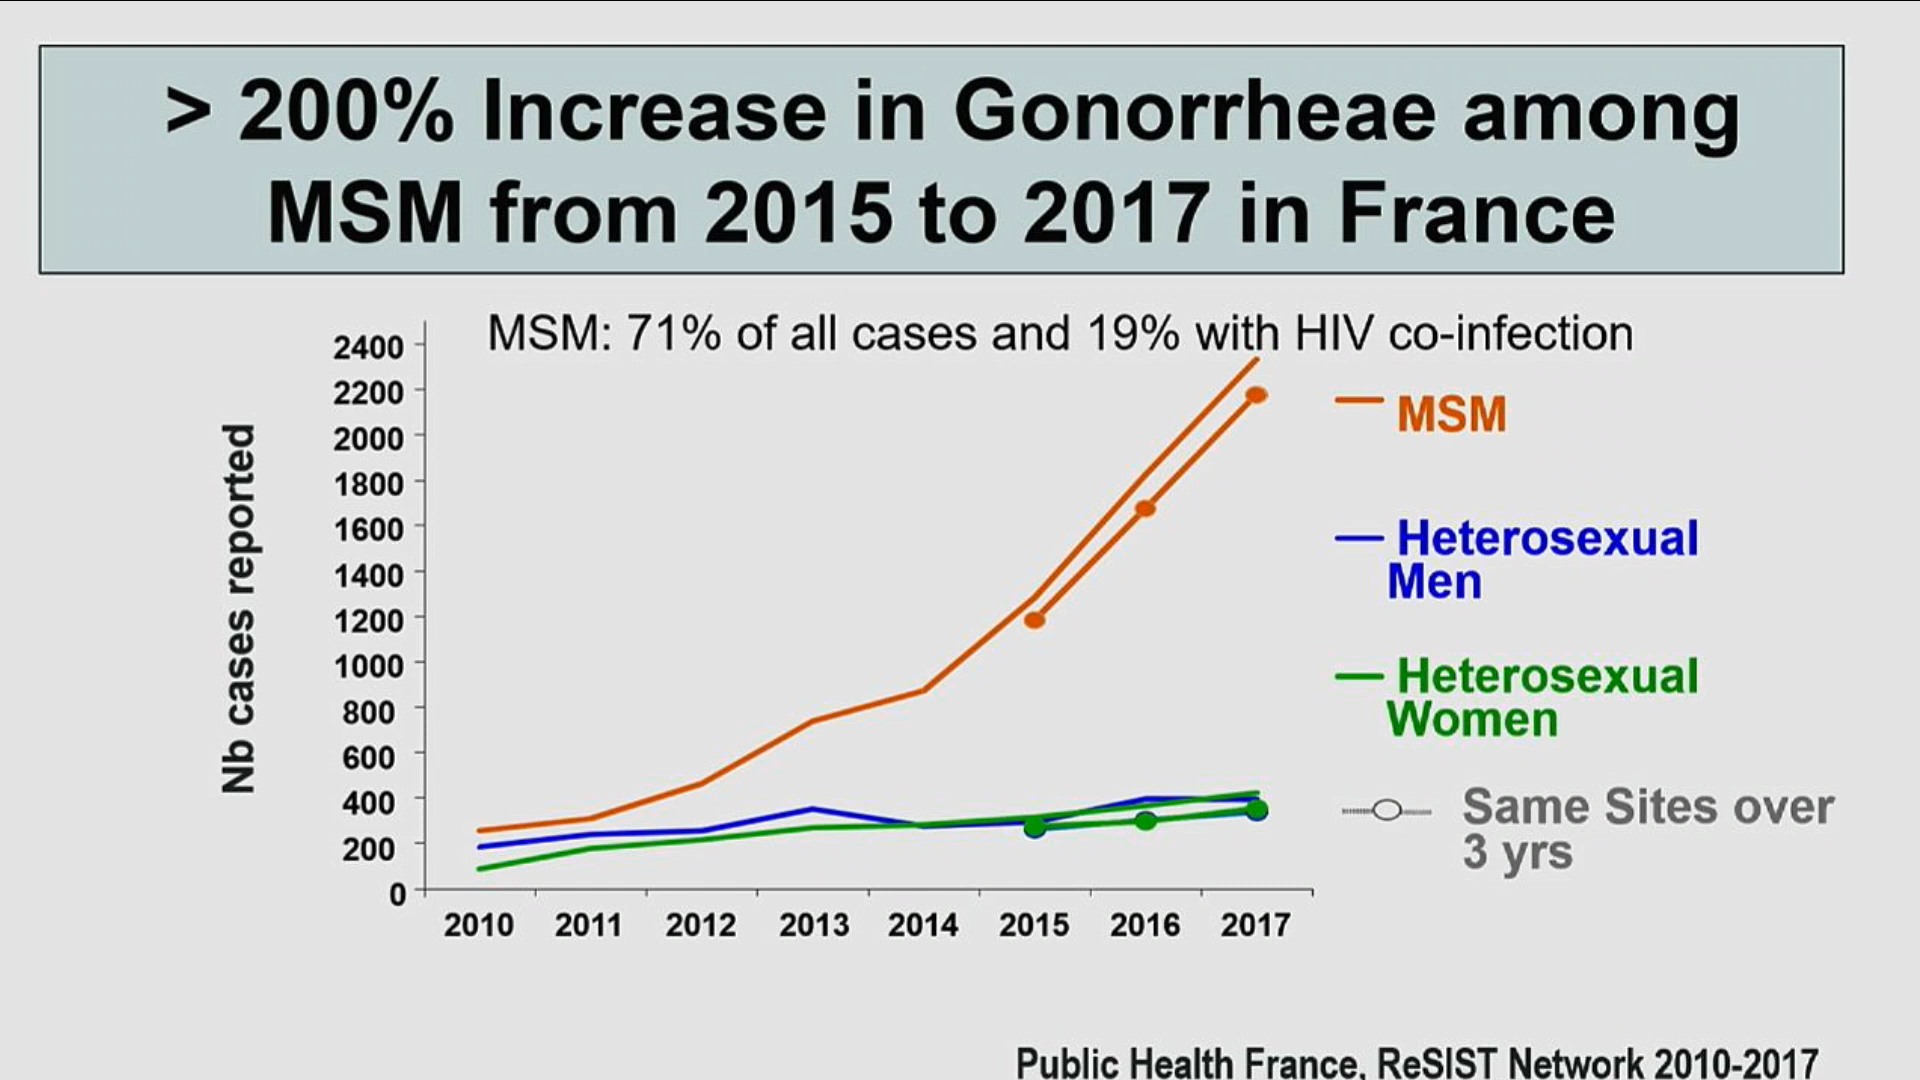 > 200% Increase in Gonorrheae among
MSM from 2015 to 2017 in France
MSM: 71% of all cases and 19% with HIV co-infection
Nb cases reported
2400
2200
2000
1800
1600
1400
1200
1000
800
600
400
200
0
2010 2011 2012 2013 2014 2015 2016 2017
MSM
Heterosexual
Men
Heterosexual
Women
Same Sites over
3 yrs
Public Health France, ReSIST Network 2010-2017